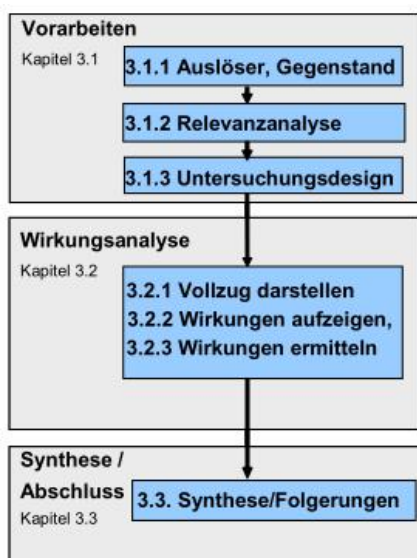 Vorarbeiten
Kapitel 3.1
3.1.1 Auslöser, Gegenstand
3.1.2 Relevanzanalyse
3.1.3 Untersuchungsdesign
Wirkungsanalyse
Kapitel 3.2
3.2.1 Vollzug darstellen
3.2.2 Wirkungen aufzeigen,
3.2.3 Wirkungen ermitteln
Synthese /
Abschluss
Kapitel 3.3
3.3. Synthese/Folgerungen